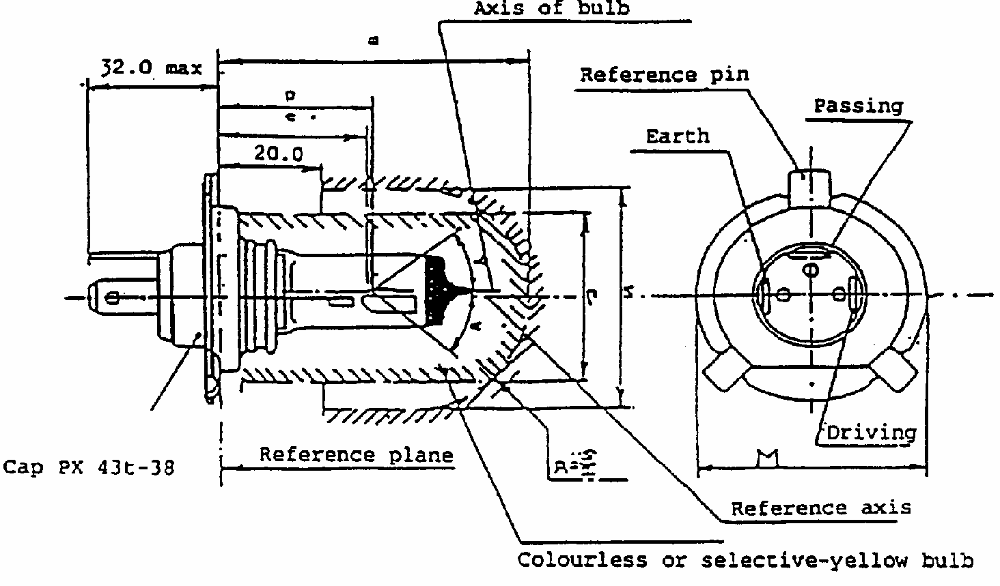 Axis of bulb
32.0 max
Reference pin
Passing
Earth
20.0
Driving
Reference plane
M
Cap PX 43t-38
Reference axis
Colourless or selective-yellow bulb